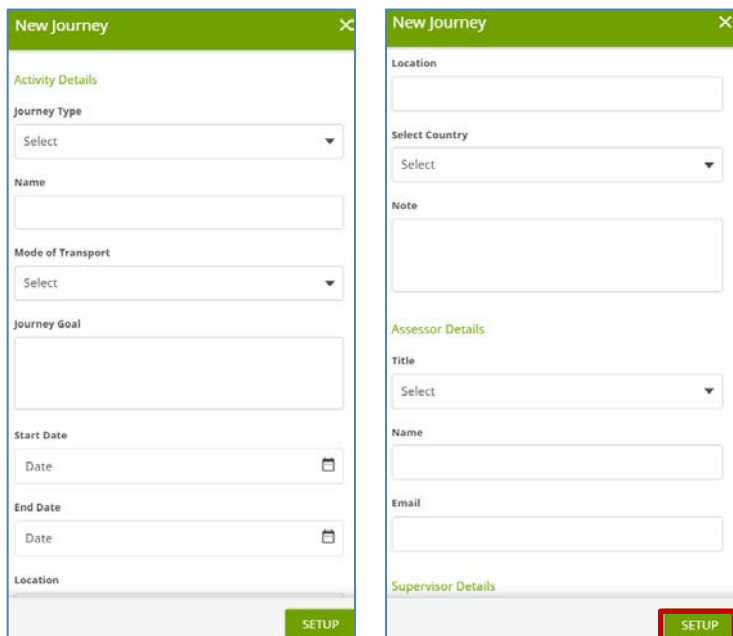 New Journey
Activity Details
Journey Type
Select
Name
Mode of Transport
Select
Journey Goal
Start Date
Date
End Date
Date
Location
SETUP
New Journey
Location
Select Country
Select
Note
Assessor Details
Title
Select
Name
Email
Supervisor Details
SETUP